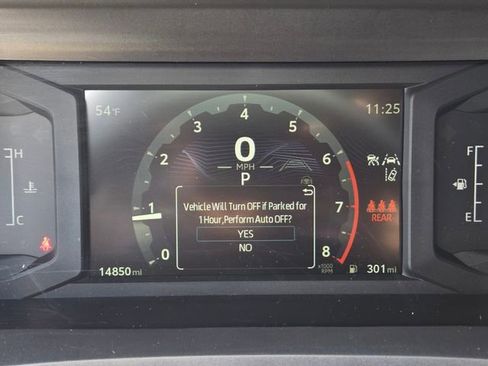 54°F
11:25
1
2
3
4
5
6
7
8
0
0
MPH
P
H
C
F
E
Vehicle Will Turn OFF if Parked for
1 Hour,Perform Auto OFF?
YES
NO
REAR
x1000
RPM
14850 mi
301 mi